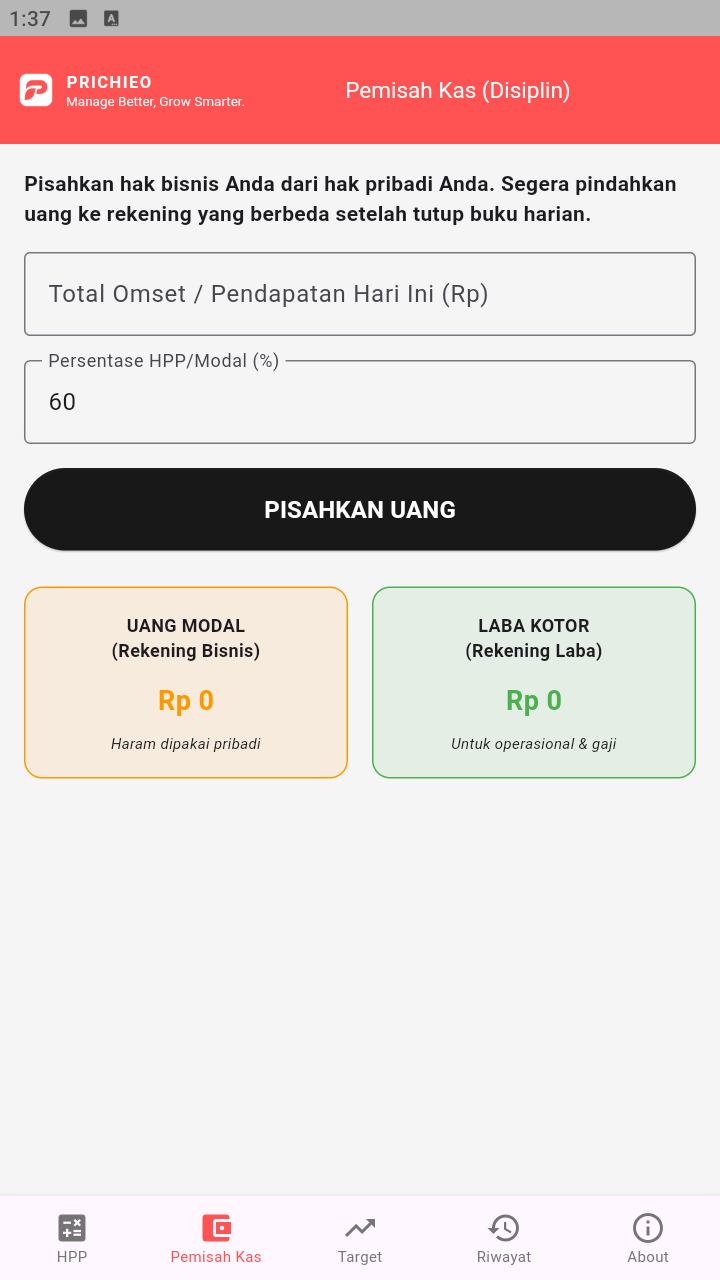 1:37
PRICHIEO
Manage Better, Grow Smarter.
Pemisah Kas (Disiplin)
Pisahkan hak bisnis Anda dari hak pribadi Anda. Segera pindahkan
uang ke rekening yang berbeda setelah tutup buku harian.
Total Omset / Pendapatan Hari Ini (Rp)
Persentase HPP/Modal (%)
60
PISAHKAN UANG
UANG MODAL
(Rekening Bisnis)
Rp 0
Haram dipakai pribadi
LABA KOTOR
(Rekening Laba)
Rp 0
Untuk operasional & gaji
HPP
Pemisah Kas
Target
Riwayat
About